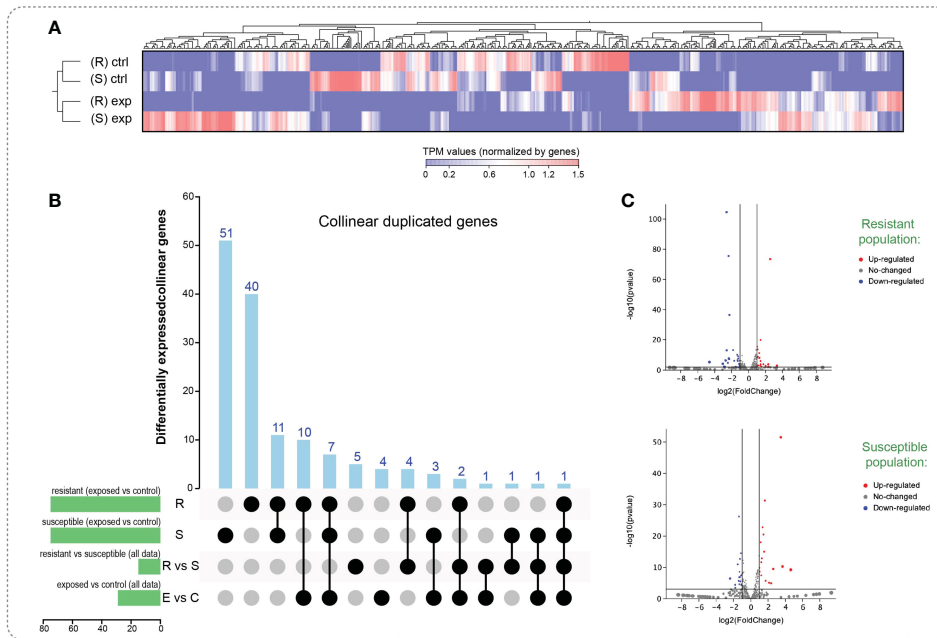 A
(R) ctrl
(S) ctrl
(R) exp
(S) exp
TPM values (normalized by genes)
0 0.2 0.6 1.0 1.2 1.5
B
Collinear duplicated genes
Differentially expressedcollinear genes
60
50
40
30
20
10
0
51 40 11 10 7 5 4 4 3 2 1 1 1 1
resistant (exposed vs control)
R
susceptible (exposed vs control)
S
resistant vs susceptible (all data)
R vs S
exposed vs control (all data)
E vs C
80 60 40 20 0
C
-log10(pvalue)
100
80
60
40
20
0
-8 -6 -4 -2 0 2 4 6 8
log2(FoldChange)
Resistant
population:
Up-regulated
No-changed
Down-regulated
-log10(pvalue)
50
40
30
20
10
0
-8 -6 -4 -2 0 2 4 6 8
log2(FoldChange)
Susceptible
population:
Up-regulated
No-changed
Down-regulated